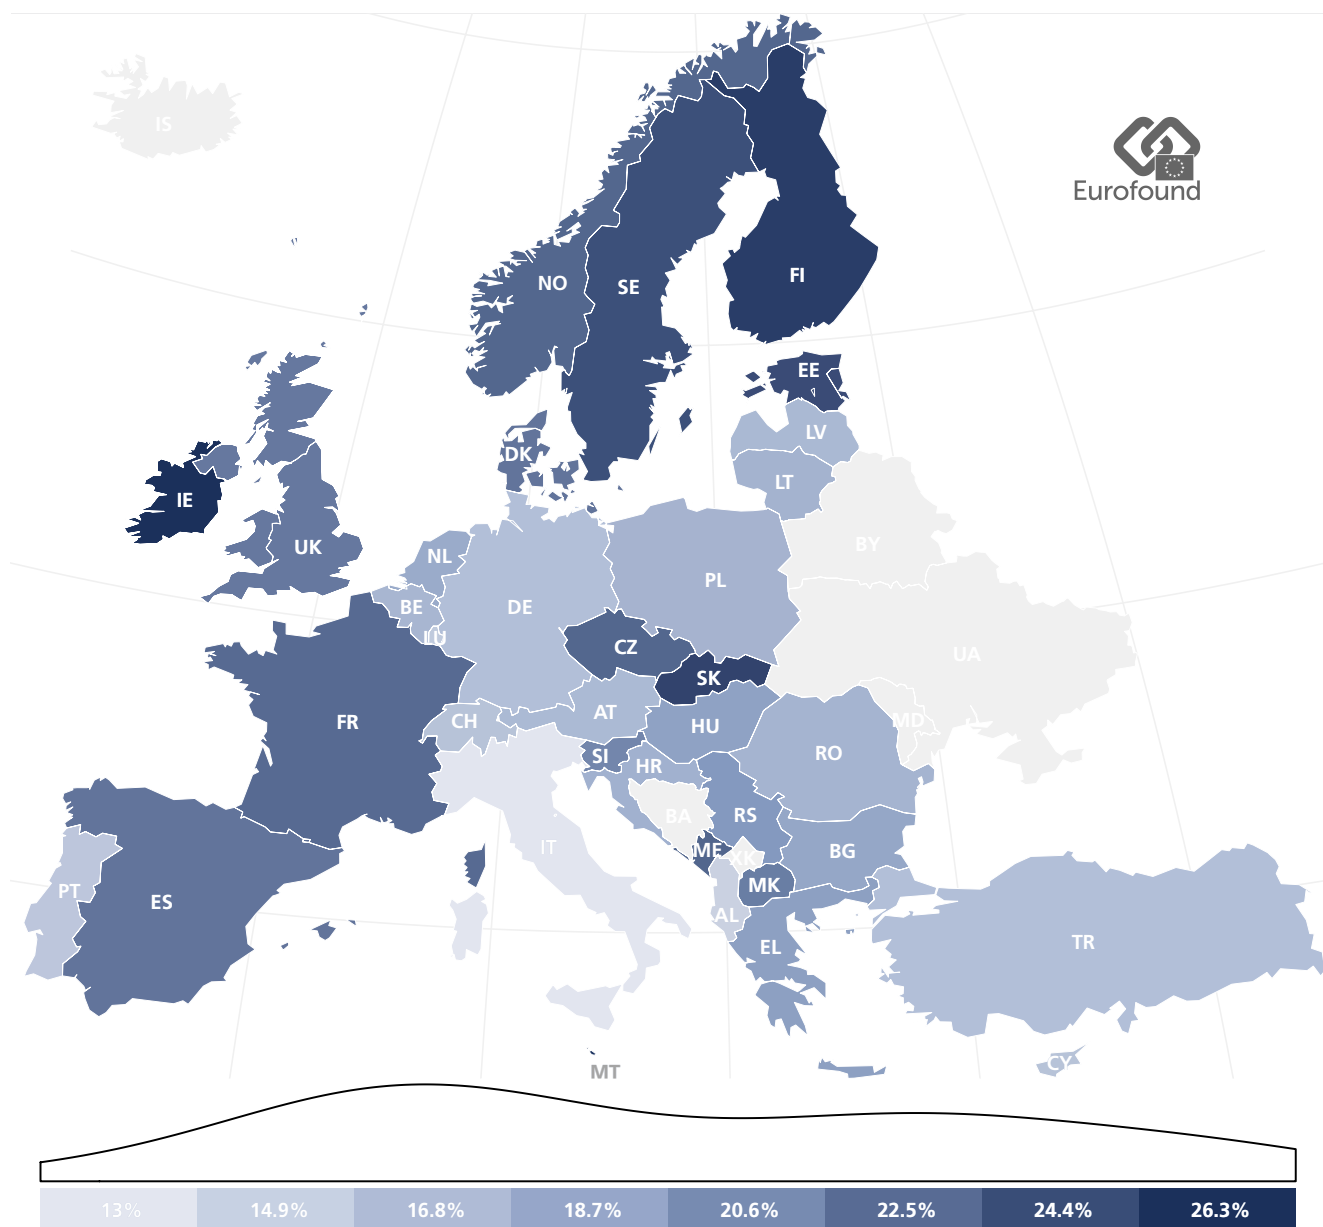 IS
Eurofound
NO
SE
FI
EE
LV
LT
DK
IE
UK
NL
BE
LU
DE
PL
BY
UA
CZ
SK
MD
FR
CH
AT
HU
RO
SI
HR
BA
RS
ME
XK
BG
MK
IT
PT
ES
AL
EL
TR
MT
CY
13%
14.9%
16.8%
18.7%
20.6%
22.5%
24.4%
26.3%